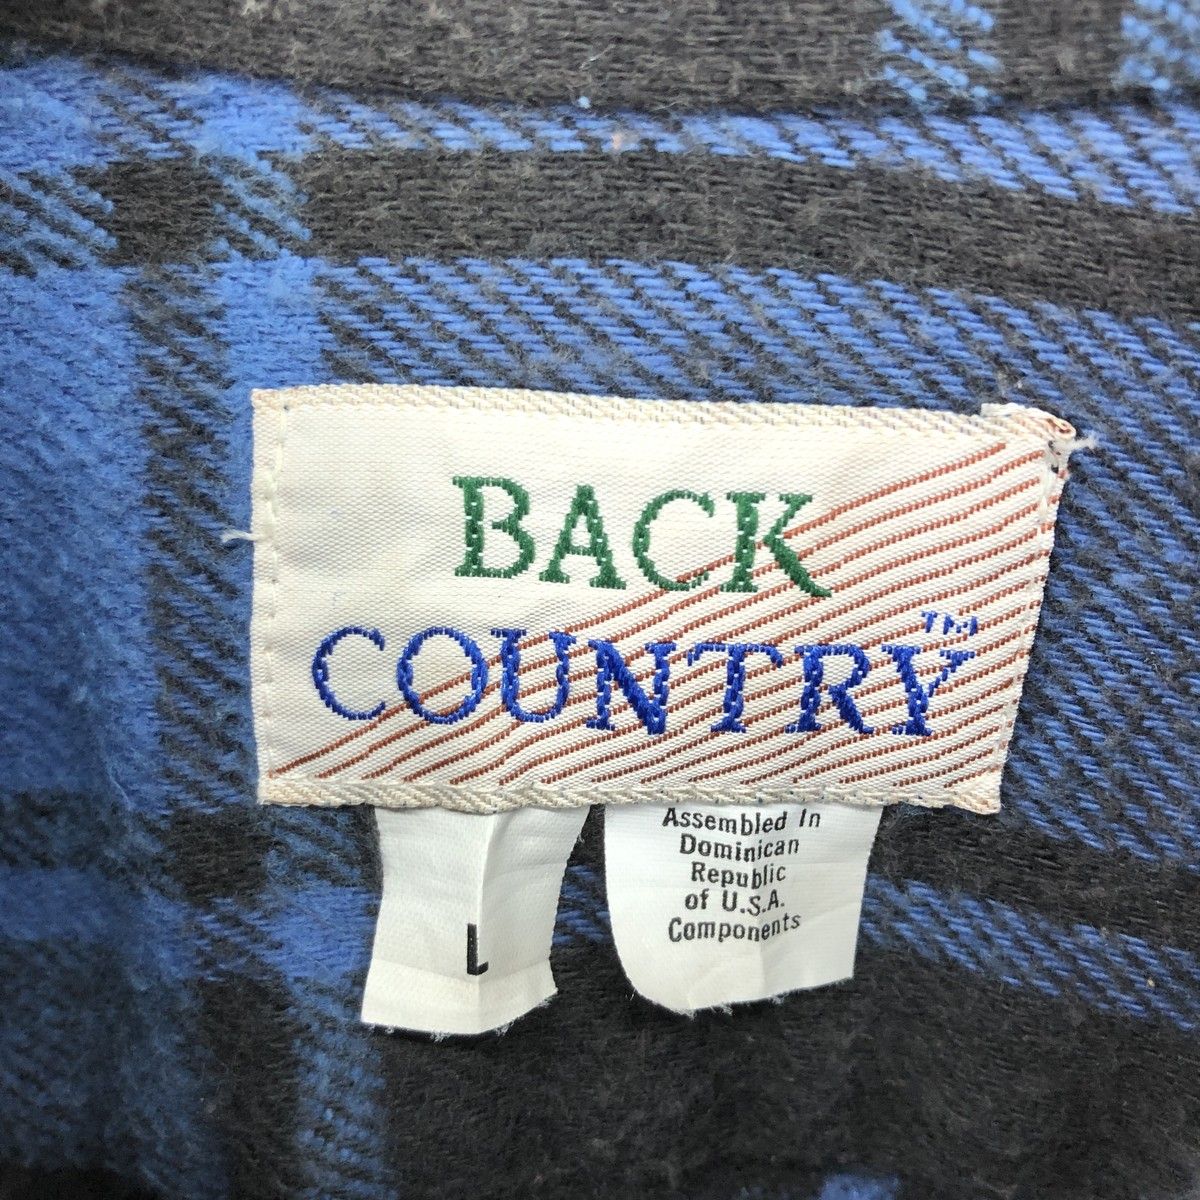 BACK
COUNTRY™
L
Assembled In
Dominican
Republic
of U.S.A.
Components